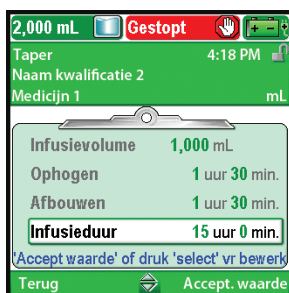 2,000 mL Gestopt
Taper 4:18 PM
Naam kwalificatie 2
Medicijn 1 mL
Infusievolume 1,000 mL
Ophogen 1 uur 30 min.
Afbouwen 1 uur 30 min.
Infusieduur 15 uur 0 min.
'Accept waarde' of druk 'select' vr bewerk
Terug Accept. waarde